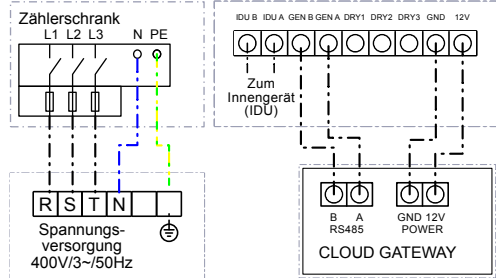 Zählerschrank
L1 L2 L3 N PE
R S T N
Spannungs-
versorgung
400V/3~/50Hz
IDU B IDU A GEN B GEN A DRY1 DRY2 DRY3 GND 12V
Zum
Innengerät
(IDU)
B A GND 12V
RS485 POWER
CLOUD GATEWAY